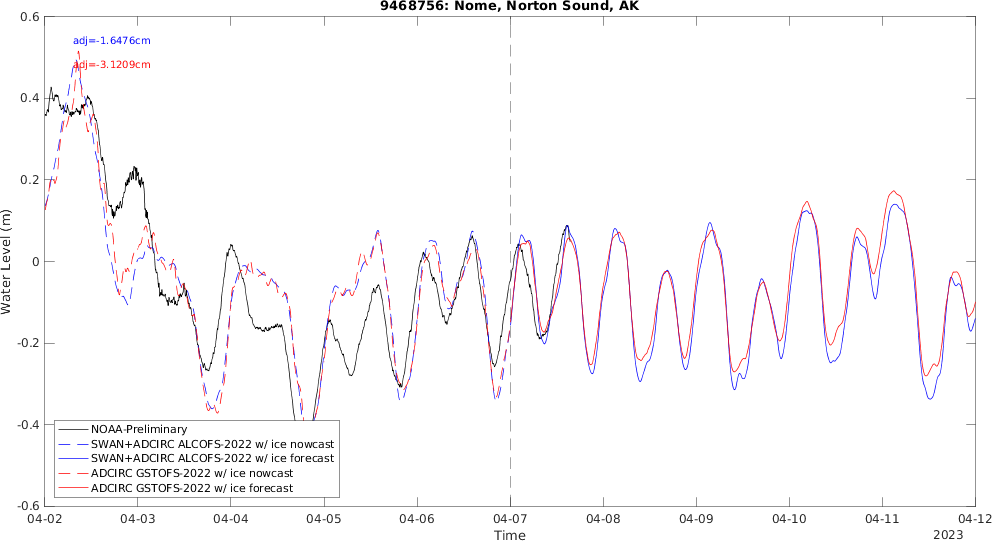 9468756: Nome, Norton Sound, AK
0.6
adj=-1.6476cm
adj=-3.1209cm
0.4
0.2
0
-0.2
-0.4
-0.6
Water Level (m)
NOAA-Preliminary
SWAN+ADCIRC ALCOFS-2022 w/ ice nowcast
SWAN+ADCIRC ALCOFS-2022 w/ ice forecast
ADCIRC GSTOFS-2022 w/ ice nowcast
ADCIRC GSTOFS-2022 w/ ice forecast
04-02 04-03 04-04 04-05 04-06 04-07 04-08 04-09 04-10 04-11 04-12
Time
2023